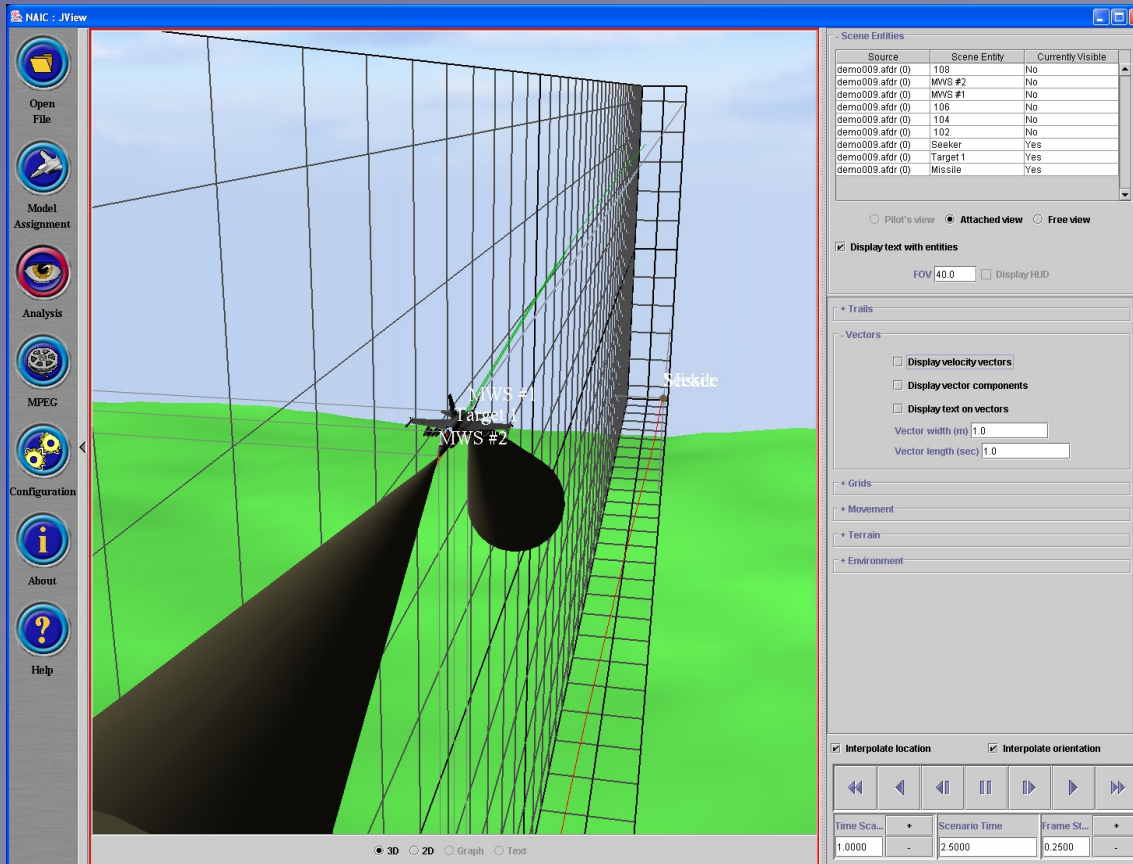 NAIC : JView
Open
File
Model
Assignment
Analysis
MPEG
Configuration
About
Help
MWS #1
Target 1
MWS #2
- Scene Entities
Source Scene Entity Currently Visible
demo009.afdr (0) 108 No
demo009.afdr (0) MWS #2 No
demo009.afdr (0) MWS #1 No
demo009.afdr (0) 106 No
demo009.afdr (0) 104 No
demo009.afdr (0) 102 No
demo009.afdr (0) Seeker Yes
demo009.afdr (0) Target 1 Yes
demo009.afdr (0) Missile Yes
Pilot's view Attached view Free view
Display text with entities
FOV 40.0 Display HUD
+ Trails
- Vectors
Display velocity vectors
Display vector components
Display text on vectors
Vector width (m) 1.0
Vector length (sec) 1.0
+ Grids
+ Movement
+ Terrain
+ Environment
Interpolate location Interpolate orientation
Time Sca... + Scenario Time Frame St... +
1.0000 - 2.5000 0.2500 -
3D 2D Graph Text